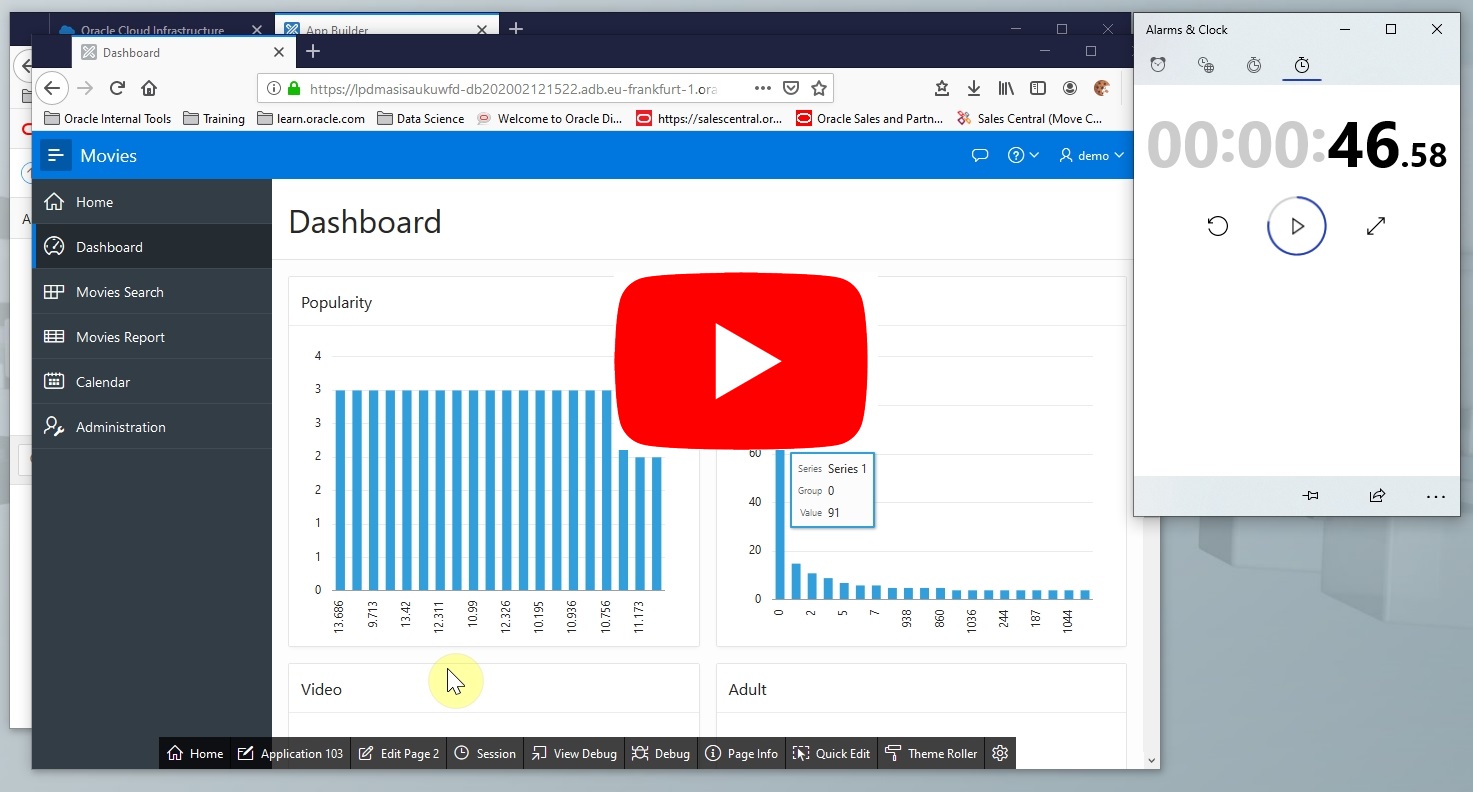 Oracle Cloud Infrastructure
App Builder
Dashboard
https://lpdmasisaukuwfd-db202002121522.adb.eu-frankfurt-1.ora
Oracle Internal Tools
Training
learn.oracle.com
Data Science
Welcome to Oracle Di...
https://salescentral.or...
Oracle Sales and Partn...
Sales Central (Move C...
Movies
demo
Home
Dashboard
Movies Search
Movies Report
Calendar
Administration
Dashboard
Popularity
4
3
3
2
2
1
1
0
13.686
9.713
13.42
12.311
10.99
12.326
10.195
10.936
10.756
11.173
60
40
20
0
Series Series 1
Group 0
Value 91
0
2
5
7
938
860
1036
244
187
1044
Video
Adult
Home
Application 103
Edit Page 2
Session
View Debug
Debug
Page Info
Quick Edit
Theme Roller
Alarms & Clock
00:00:46.58